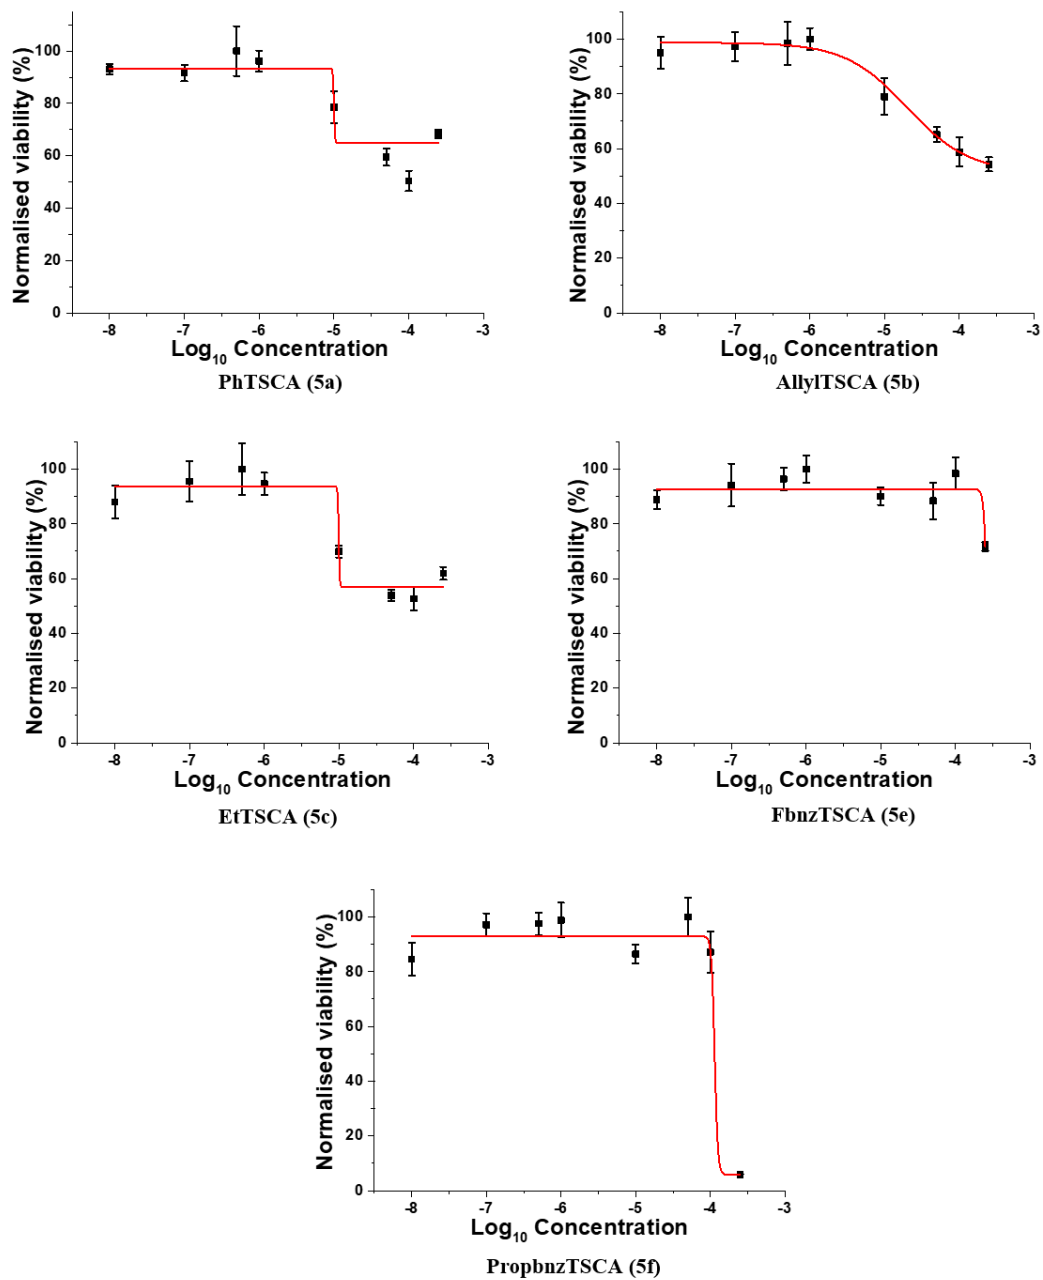 Normalised viability (%)
100
80
60
40
20
0
-8 -7 -6 -5 -4 -3
Log10 Concentration
PhTSCA (5a)
Normalised viability (%)
100
80
60
40
20
0
-8 -7 -6 -5 -4 -3
Log10 Concentration
AllylTSCA (5b)
Normalised viability (%)
100
80
60
40
20
0
-8 -7 -6 -5 -4 -3
Log10 Concentration
EtTSCA (5c)
Normalised viability (%)
100
80
60
40
20
0
-8 -7 -6 -5 -4 -3
Log10 Concentration
FbnzTSCA (5e)
Normalised viability (%)
100
80
60
40
20
0
-8 -7 -6 -5 -4 -3
Log10 Concentration
PropbnzTSCA (5f)